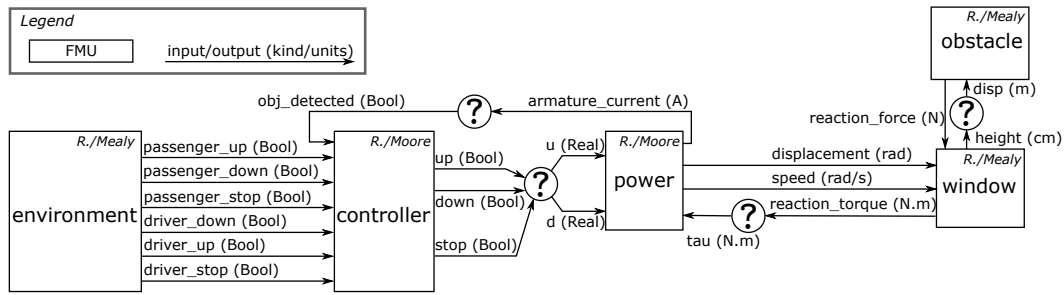 Legend
FMU
input/output (kind/units)
R./Mealy
obstacle
disp (m)
?
height (cm)
reaction_force (N)
obj_detected (Bool)
?
armature_current (A)
R./Mealy
environment
passenger_up (Bool)
passenger_down (Bool)
passenger_stop (Bool)
driver_down (Bool)
driver_up (Bool)
driver_stop (Bool)
R./Moore
controller
up (Bool)
down (Bool)
stop (Bool)
?
u (Real)
d (Real)
R./Moore
power
displacement (rad)
speed (rad/s)
reaction_torque (N.m)
?
tau (N.m)
R./Mealy
window